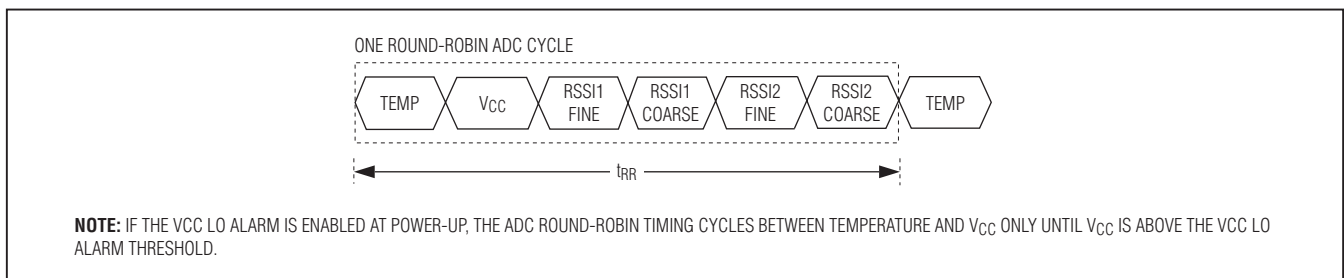 ONE ROUND-ROBIN ADC CYCLE
TEMP
VCC
RSSI1
FINE
RSSI1
COARSE
RSSI2
FINE
RSSI2
COARSE
TEMP
tRR
NOTE: IF THE VCC LO ALARM IS ENABLED AT POWER-UP, THE ADC ROUND-ROBIN TIMING CYCLES BETWEEN TEMPERATURE AND VCC ONLY UNTIL VCC IS ABOVE THE VCC LO
ALARM THRESHOLD.